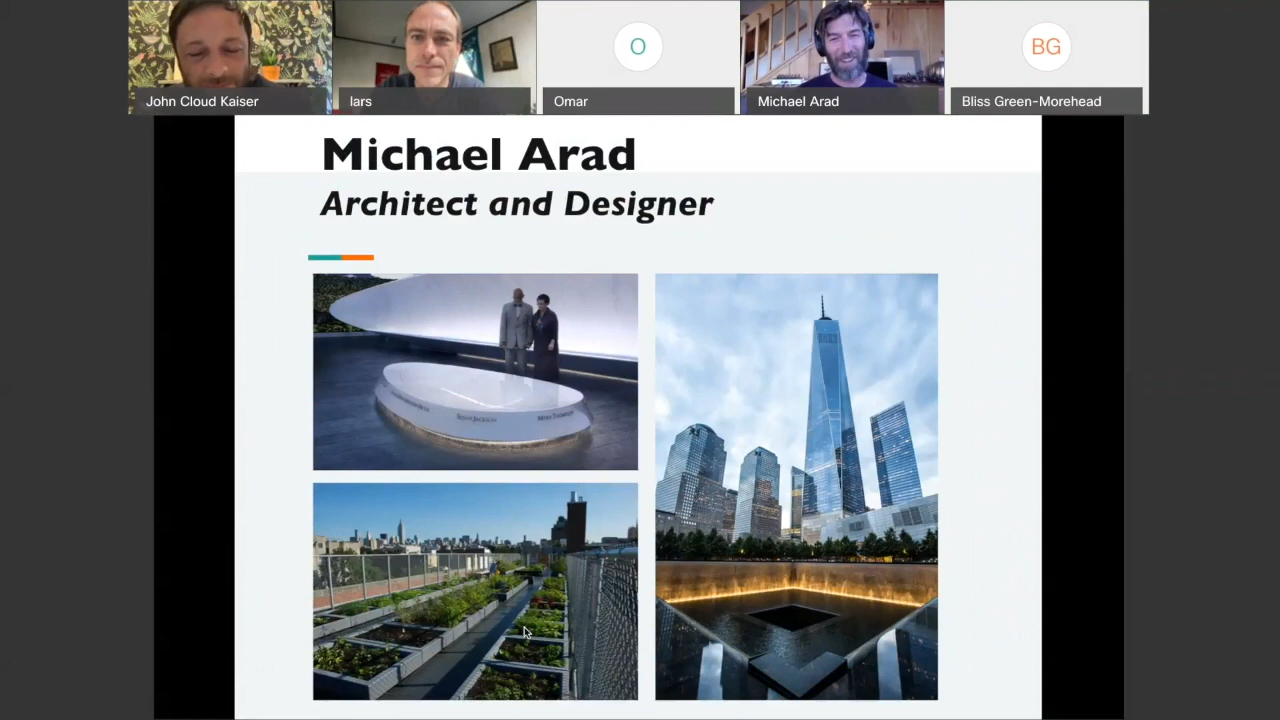 John Cloud Kaiser
lars
O
Omar
Michael Arad
BG
Bliss Green-Morehead
Michael Arad
Architect and Designer